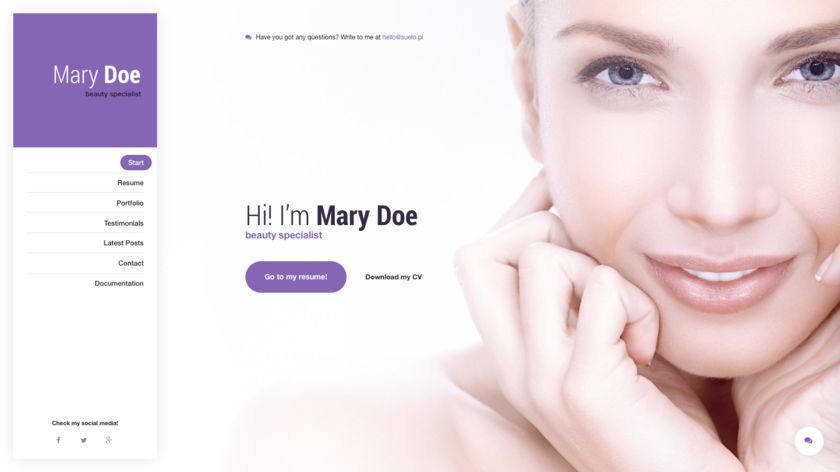 Mary Doe
beauty specialist
Start
Resume
Portfolio
Testimonials
Latest Posts
Contact
Documentation
Check my social media!
Have you got any questions? Write to me at hello@suelo.pl
Hi! I'm Mary Doe
beauty specialist
Go to my resume!
Download my CV